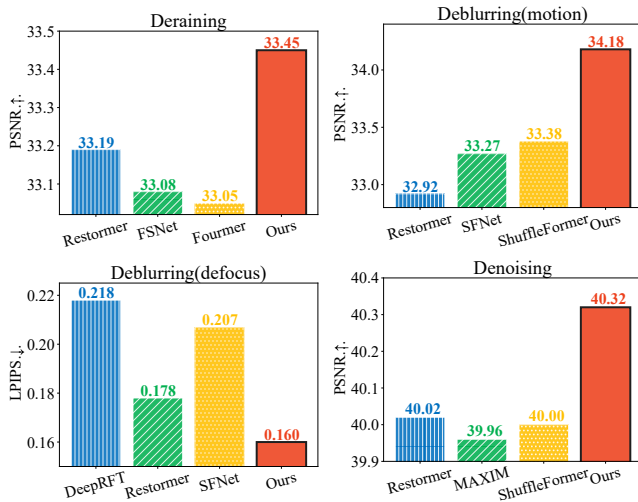 Deraining
PSNR.↑.
33.5
33.4
33.3
33.2
33.1
33.19
33.08
33.05
33.45
Restormer
FSNet
Fourmer
Ours
Deblurring(motion)
PSNR.↑.
34.0
33.5
33.0
32.92
33.27
33.38
34.18
Restormer
SFNet
ShuffleFormer
Ours
Deblurring(defocus)
LPIPS.↓.
0.22
0.20
0.18
0.16
0.218
0.178
0.207
0.160
DeepRFT
Restormer
SFNet
Ours
Denoising
PSNR.↑.
40.4
40.3
40.2
40.1
40.0
39.9
40.02
39.96
40.00
40.32
Restormer
MAXIM
ShuffleFormer
Ours